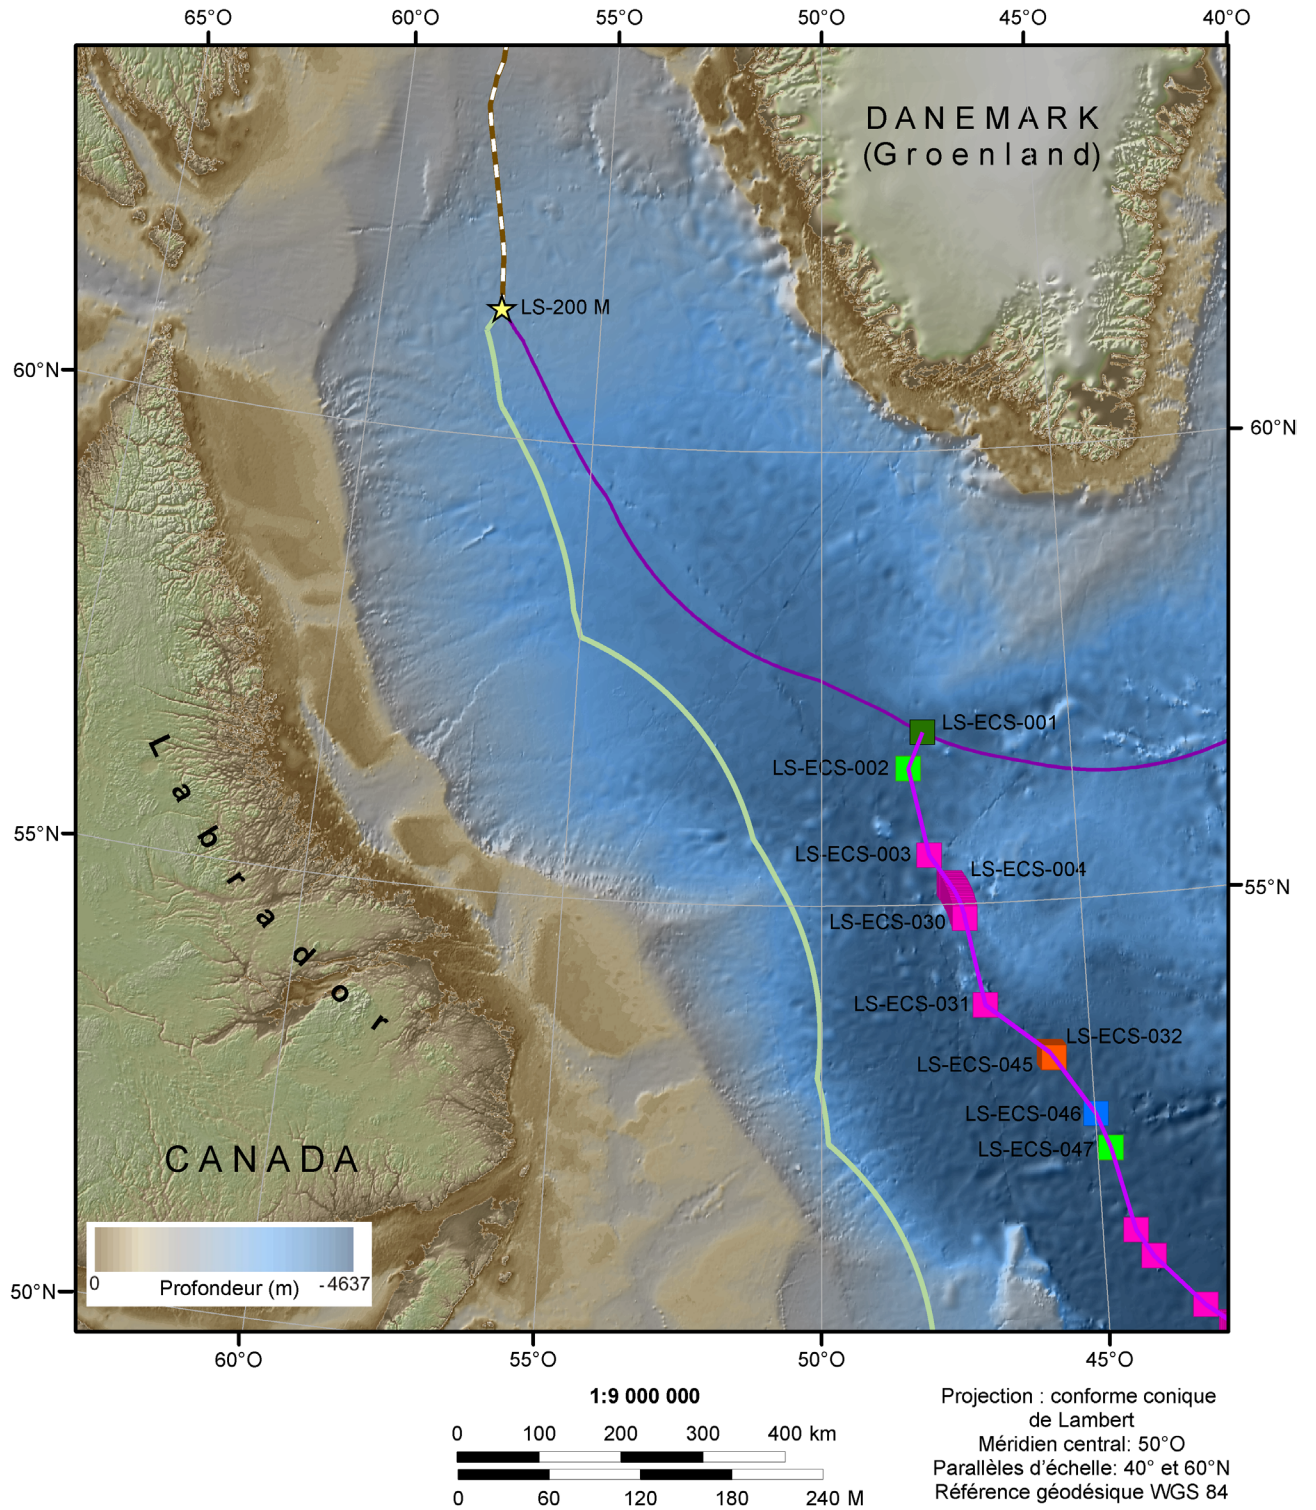 65°O 60°O 55°O 50°O 45°O 40°O
DANEMARK
(Groenland)
LS-200 M
60°N
60°N
LS-ECS-001
LS-ECS-002
Labrador
55°N
LS-ECS-003
LS-ECS-004
55°N
LS-ECS-030
LS-ECS-031
LS-ECS-032
LS-ECS-045
LS-ECS-046
LS-ECS-047
CANADA
0 Profondeur (m) -4637
50°N
60°O 55°O 50°O 45°O
1:9 000 000
0 100 200 300 400 km
0 60 120 180 240 M
Projection : conforme conique
de Lambert
Méridien central: 50°O
Parallèles d'échelle: 40° et 60°N
Référence géodésique WGS 84